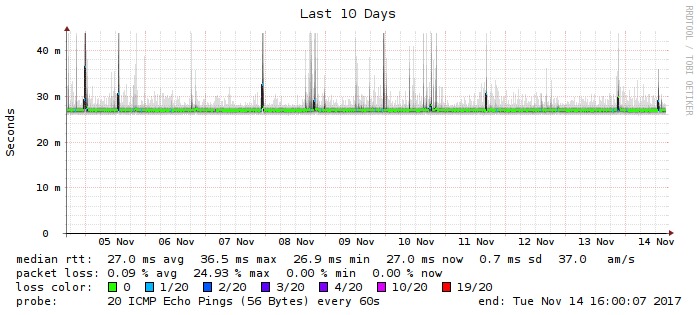 Last 10 Days
RRDTOOL / TOBI OETIKER
Seconds
40 m
30 m
20 m
10 m
0
05 Nov 06 Nov 07 Nov 08 Nov 09 Nov 10 Nov 11 Nov 12 Nov 13 Nov 14 Nov
median rtt: 27.0 ms avg 36.5 ms max 26.9 ms min 27.0 ms now 0.7 ms sd 37.0 am/s
packet loss: 0.09 % avg 24.93 % max 0.00 % min 0.00 % now
loss color: 0 1/20 2/20 3/20 4/20 10/20 19/20
probe: 20 ICMP Echo Pings (56 Bytes) every 60s end: Tue Nov 14 16:00:07 2017